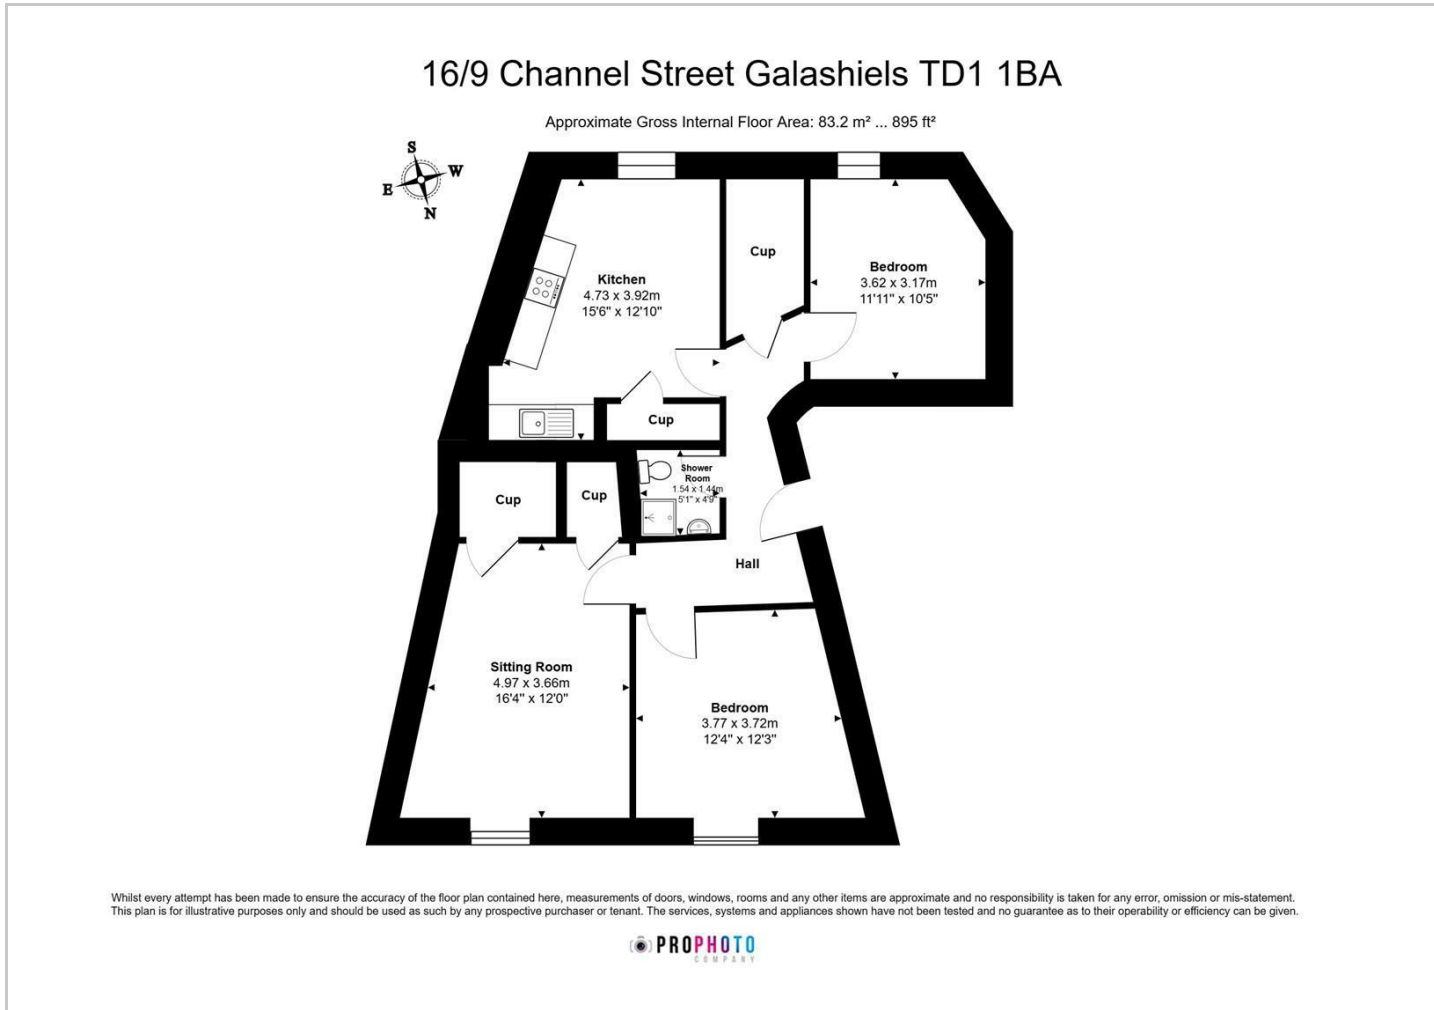 16/9 Channel Street Galashiels TD1 1BA
Approximate Gross Internal Floor Area: 83.2 m² ... 895 ft²
S
W
E
N
Kitchen
4.73 x 3.92m
15'6" x 12'10"
Cup
Bedroom
3.62 x 3.17m
11'11" x 10'5"
Cup
Cup
Cup
Shower
Room
1.54 x 1.44m
5'1" x 4'9"
Hall
Sitting Room
4.97 x 3.66m
16'4" x 12'0"
Bedroom
3.77 x 3.72m
12'4" x 12'3"
Whilst every attempt has been made to ensure the accuracy of the floor plan contained here, measurements of doors, windows, rooms and any other items are approximate and no responsibility is taken for any error, omission or mis-statement.
This plan is for illustrative purposes only and should be used as such by any prospective purchaser or tenant. The services, systems and appliances shown have not been tested and no guarantee as to their operability or efficiency can be given.
PROPHOTO
COMPANY